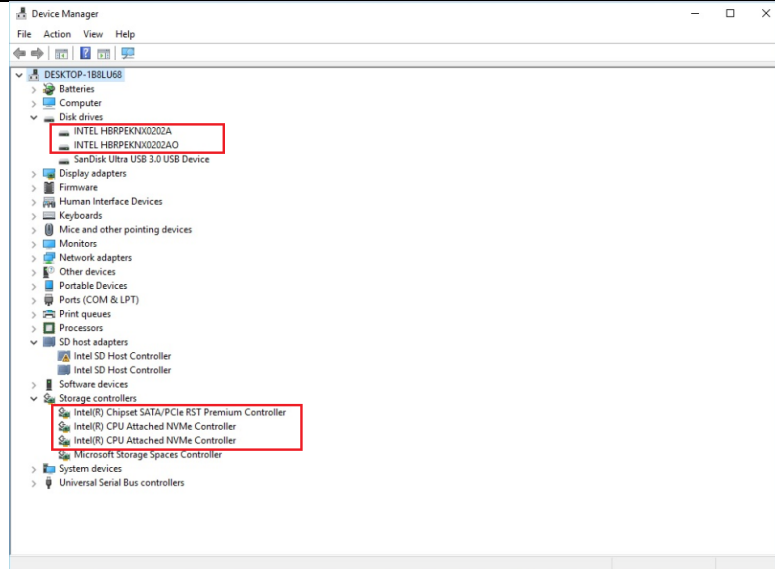 Device Manager
File Action View Help
DESKTOP-1B8LU68
Batteries
Computer
Disk drives
INTEL HBRPEKNX0202A
INTEL HBRPEKNX0202AO
SanDisk Ultra USB 3.0 USB Device
Display adapters
Firmware
Human Interface Devices
Keyboards
Mice and other pointing devices
Monitors
Network adapters
Other devices
Portable Devices
Ports (COM & LPT)
Print queues
Processors
SD host adapters
Intel SD Host Controller
Intel SD Host Controller
Software devices
Storage controllers
Intel(R) Chipset SATA/PCIe RST Premium Controller
Intel(R) CPU Attached NVMe Controller
Intel(R) CPU Attached NVMe Controller
Microsoft Storage Spaces Controller
System devices
Universal Serial Bus controllers